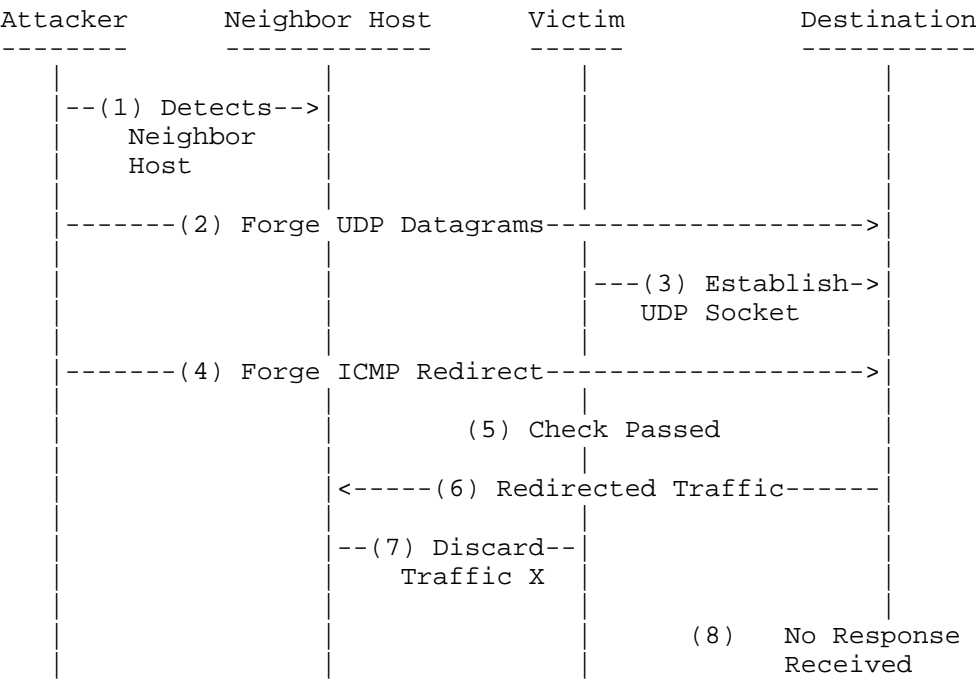 Attacker      Neighbor Host      Victim           Destination
--------      -------------      ------           -----------
--(1) Detects-->
Neighbor
Host
-------(2) Forge UDP Datagrams-------------------->
---(3) Establish->
UDP Socket
-------(4) Forge ICMP Redirect-------------------->
(5) Check Passed
<-----(6) Redirected Traffic------
--(7) Discard--
Traffic X
(8)   No Response
Received